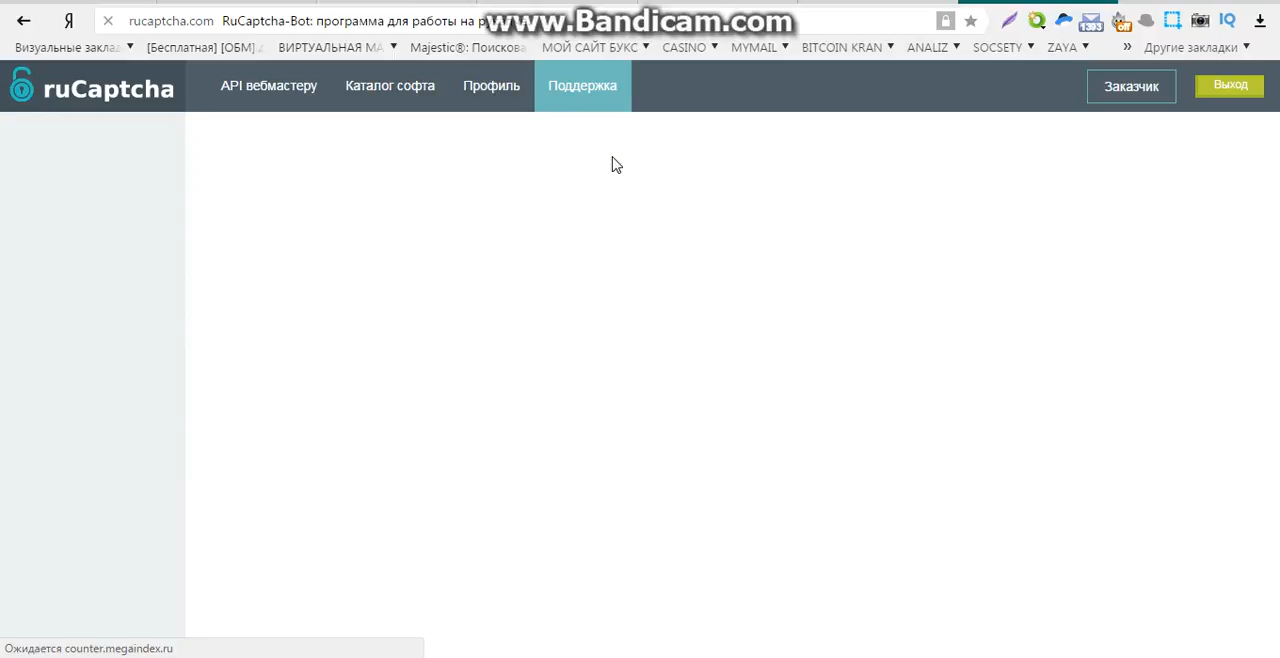 www.Bandicam.com
Я rucaptcha.com RuCaptcha-Bot: программа для работы на
Визуальные заклад [Бесплатная] [ОБМ] ВИРТУАЛЬНАЯ МА Majestic®: Поискова МОЙ САЙТ БУКС CASINO MYMAIL BITCOIN KRAN ANALIZ SOCSETY ZAYA » Другие закладки
ruCaptcha API вебмастеру Каталог софта Профиль Поддержка Заказчик Выход
Ожидается counter.megaindex.ru